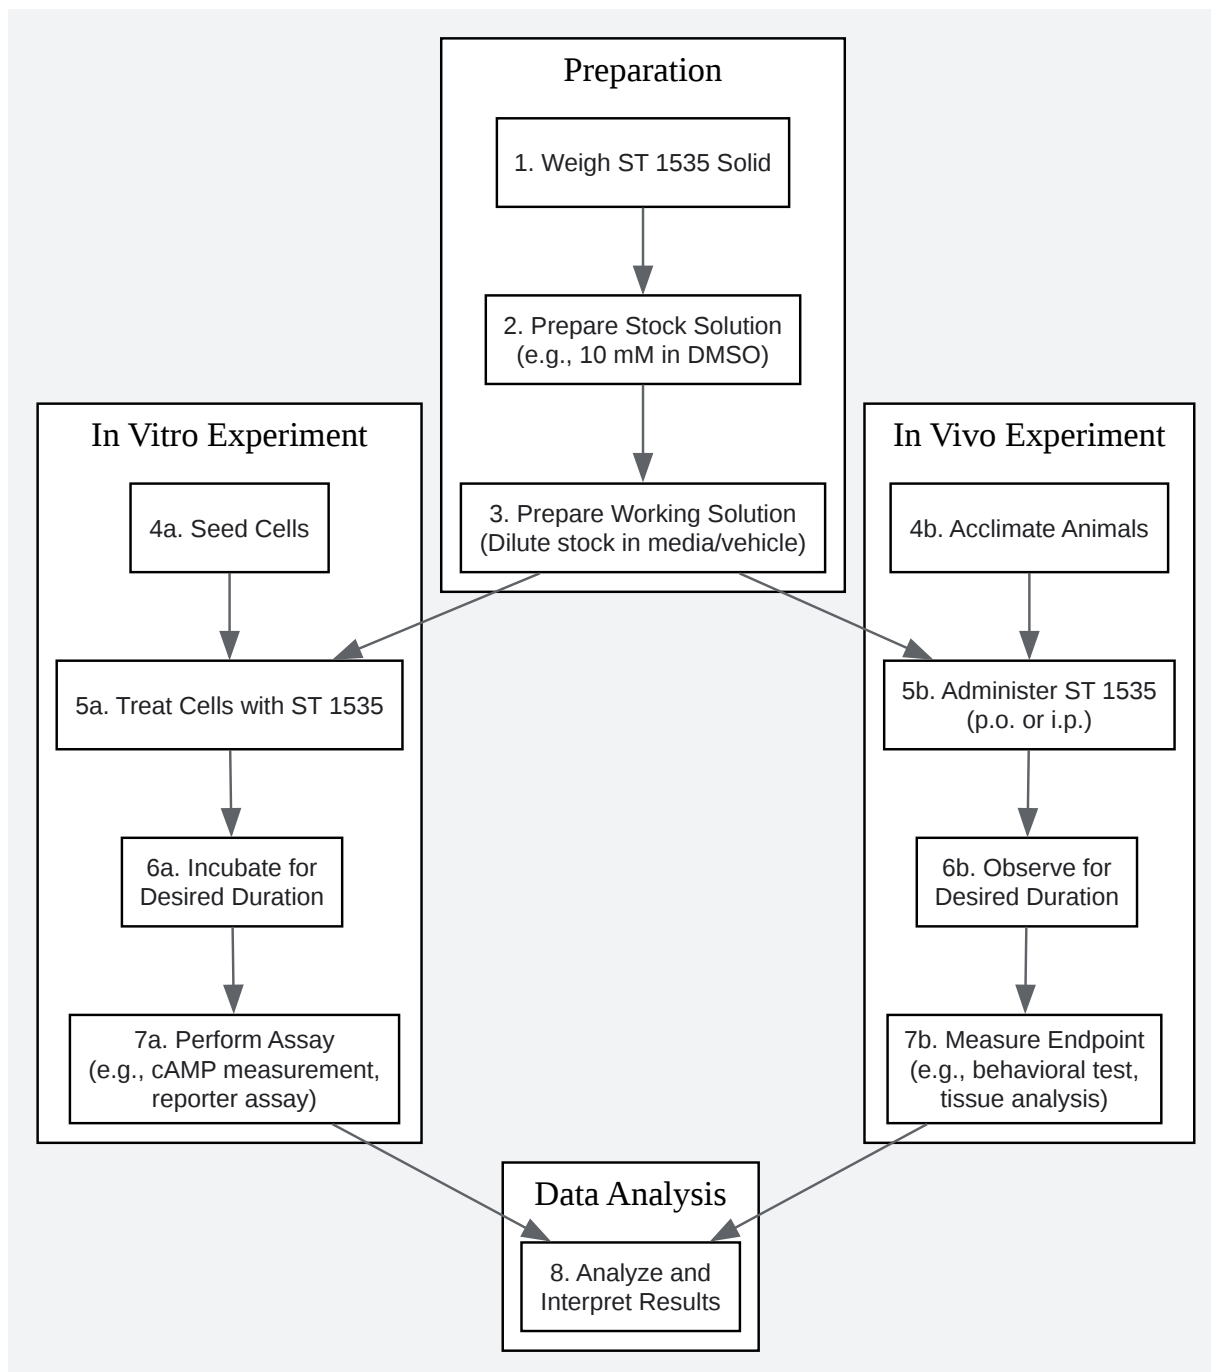 Preparation
1. Weigh ST 1535 Solid
2. Prepare Stock Solution
(e.g., 10 mM in DMSO)
3. Prepare Working Solution
(Dilute stock in media/vehicle)
In Vitro Experiment
4a. Seed Cells
5a. Treat Cells with ST 1535
6a. Incubate for
Desired Duration
7a. Perform Assay
(e.g., cAMP measurement,
reporter assay)
In Vivo Experiment
4b. Acclimate Animals
5b. Administer ST 1535
(p.o. or i.p.)
6b. Observe for
Desired Duration
7b. Measure Endpoint
(e.g., behavioral test,
tissue analysis)
Data Analysis
8. Analyze and
Interpret Results